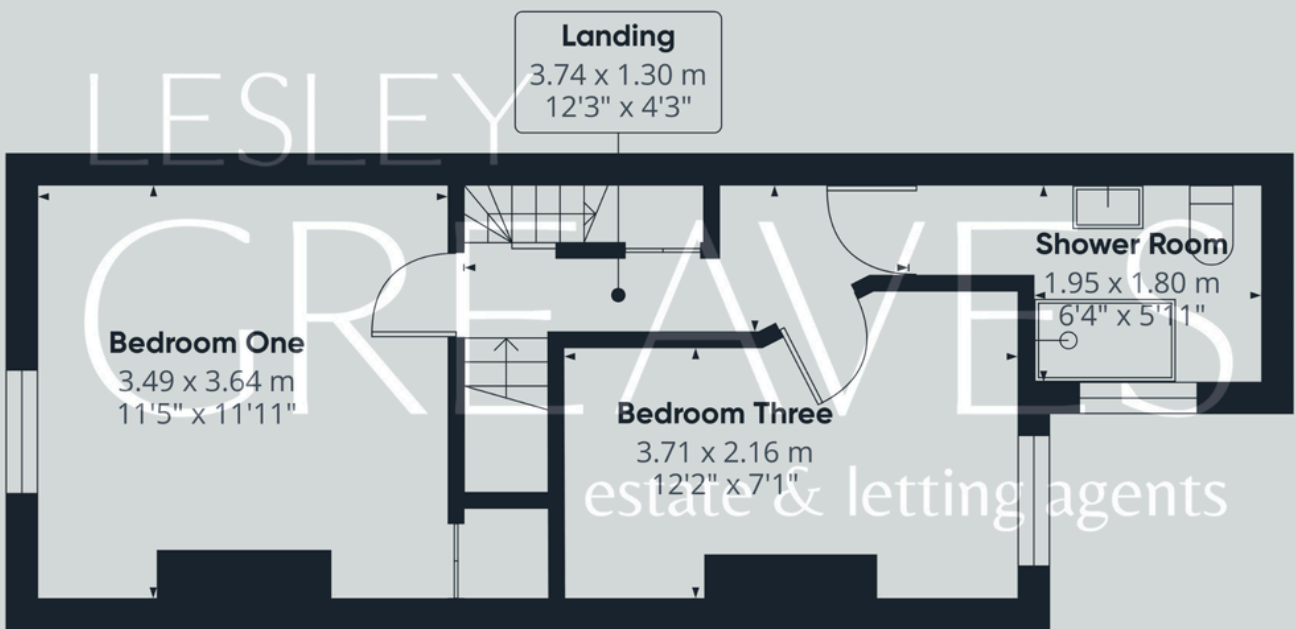 Landing
3.74 x 1.30 m
12'3" x 4'3"
LESLEY
GREAVES
estate & letting agents
Bedroom One
3.49 x 3.64 m
11'5" x 11'11"
Shower Room
1.95 x 1.80 m
6'4" x 5'11"
Bedroom Three
3.71 x 2.16 m
12'2" x 7'1"